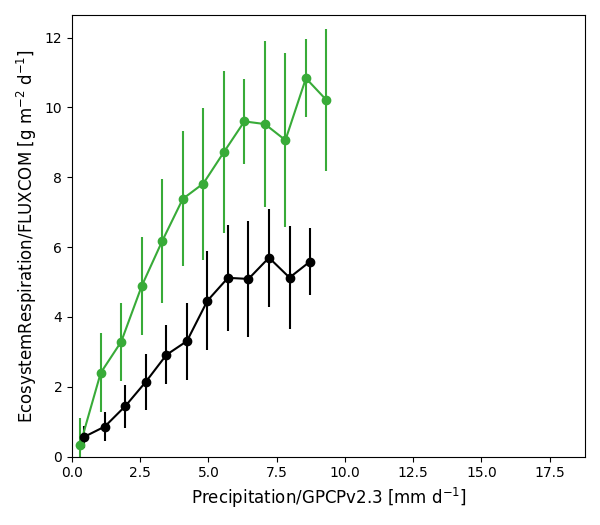 EcosystemRespiration/FLUXCOM [g m⁻² d⁻¹]
12
10
8
6
4
2
0
0.0 2.5 5.0 7.5 10.0 12.5 15.0 17.5
Precipitation/GPCPv2.3 [mm d⁻¹]